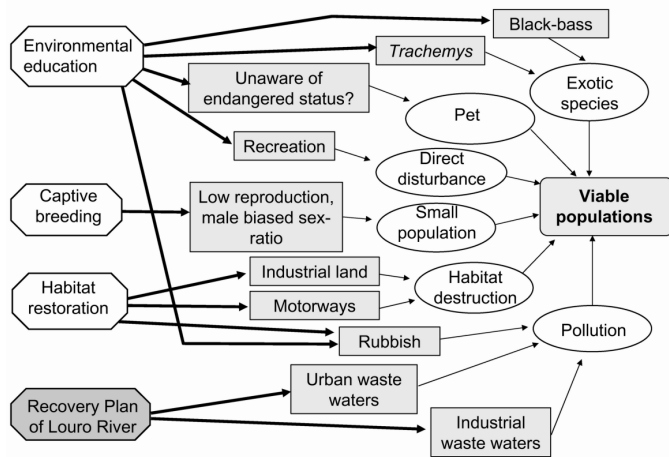 Environmental
education
Black-bass
Trachemys
Exotic
species
Unaware of
endangered status?
Pet
Recreation
Direct
disturbance
Viable
populations
Captive
breeding
Low reproduction,
male biased sex-
ratio
Small
population
Habitat
restoration
Industrial land
Motorways
Habitat
destruction
Rubbish
Pollution
Recovery Plan
of Louro River
Urban waste
waters
Industrial
waste waters